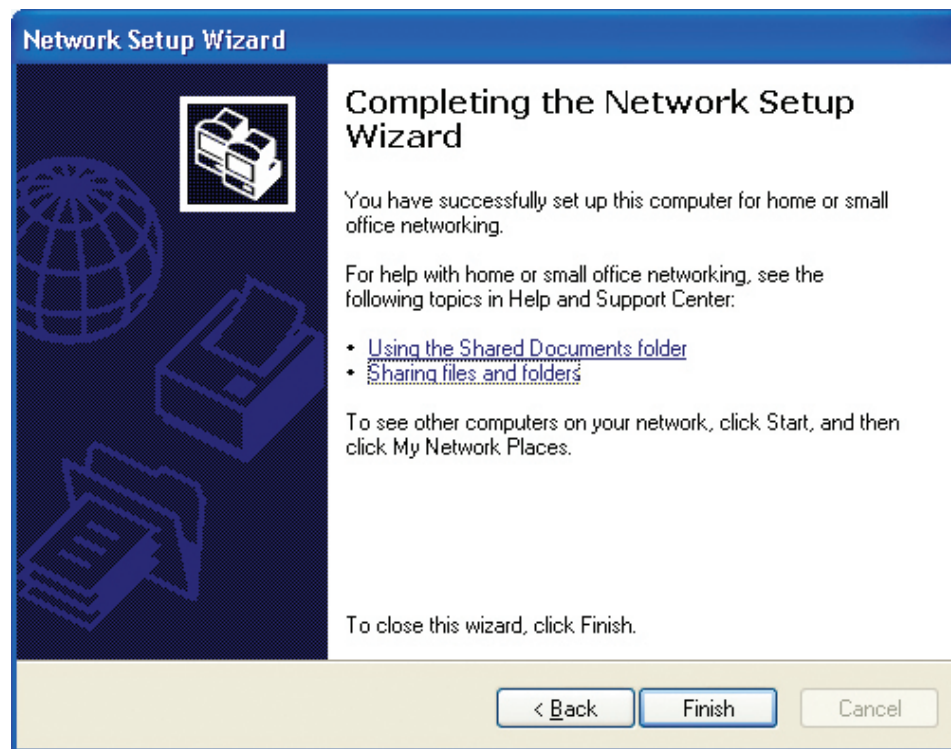 Network Setup Wizard
Completing the Network Setup
Wizard
You have successfully set up this computer for home or small
office networking.
For help with home or small office networking, see the
following topics in Help and Support Center:
• Using the Shared Documents folder
• Sharing files and folders
To see other computers on your network, click Start, and then
click My Network Places.
To close this wizard, click Finish.
< Back Finish Cancel